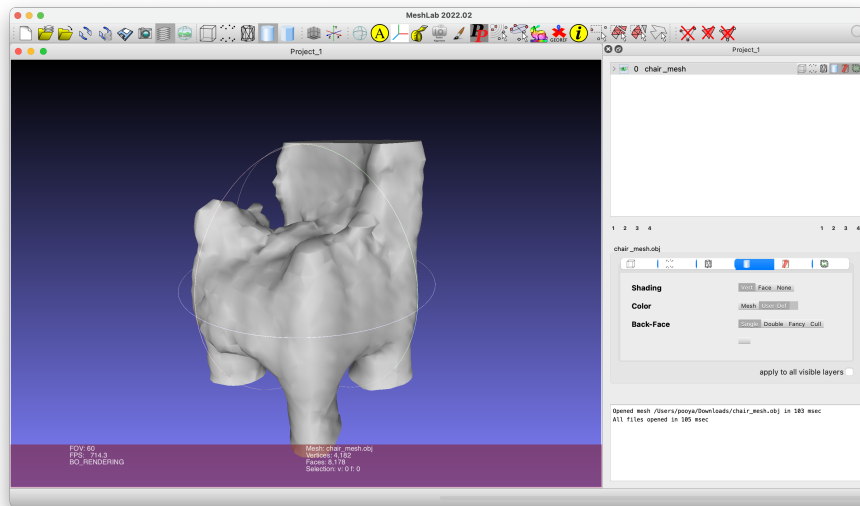 MeshLab 2022.02
A
Pp
GEOREF
i
Project_1
Project_1
0 chair_mesh
1 2 3 4
1 2 3 4
chair_mesh.obj
Shading
Vert Face None
Color
Mesh User-Def
Back-Face
Single Double Fancy Cull
apply to all visible layers
Opened mesh /Users/pooya/Downloads/chair_mesh.obj in 103 msec
All files opened in 105 msec
FOV: 60
FPS: 714.3
BO_RENDERING
Mesh: chair_mesh.obj
Vertices: 4,182
Faces: 8,178
Selection: v: 0 f: 0